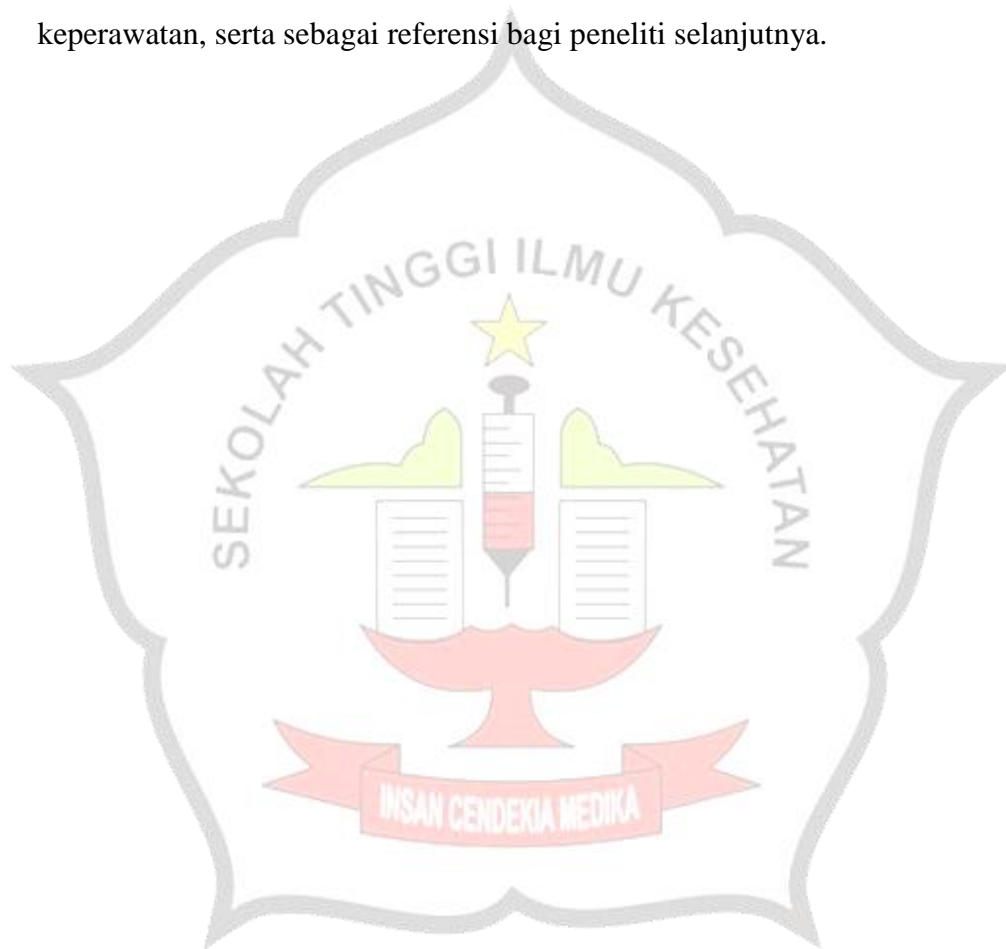 keperawatan, serta sebagai referensi bagi peneliti selanjutnya.
SEKOLAH TINGGI ILMU KESEHATAN
INSAN CENDEKIA MEDIKA